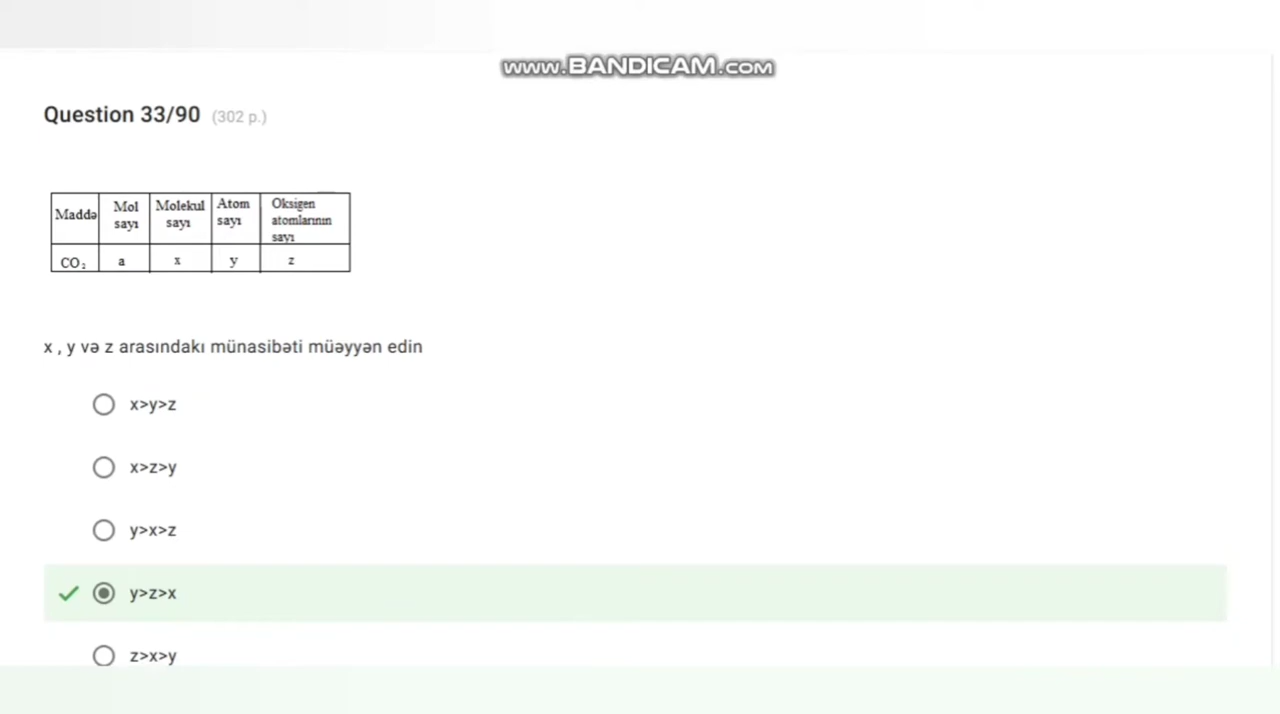 www.BANDICAM.com
Question 33/90 (302 p.)
Maddə Mol sayı Molekul sayı Atom sayı Oksigen atomlarının sayı
CO₂ a x y z
x , y və z arasındakı münasibəti müəyyən edin
x>y>z
x>z>y
y>x>z
y>z>x
z>x>y